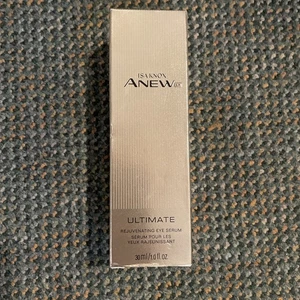 ISA KNOX
ANEW
ULTIMATE
REJUVENATING EYE SERUM
SÉRUM POUR LES
YEUX RAJEUNISSANT
30 ml / 1.0 fl.oz